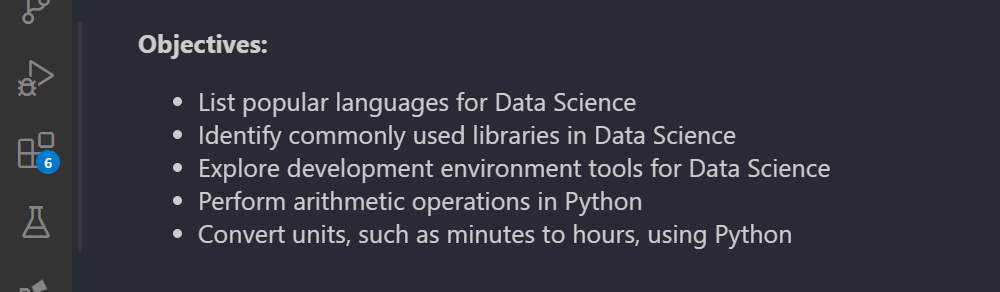 Objectives:
• List popular languages for Data Science
• Identify commonly used libraries in Data Science
• Explore development environment tools for Data Science
• Perform arithmetic operations in Python
6
• Convert units, such as minutes to hours, using Python